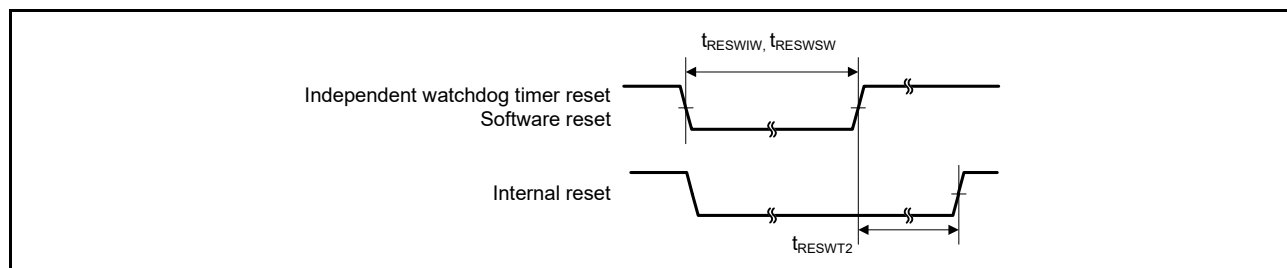 tRESWIW, tRESWSW
Independent watchdog timer reset
Software reset
Internal reset
tRESWT2